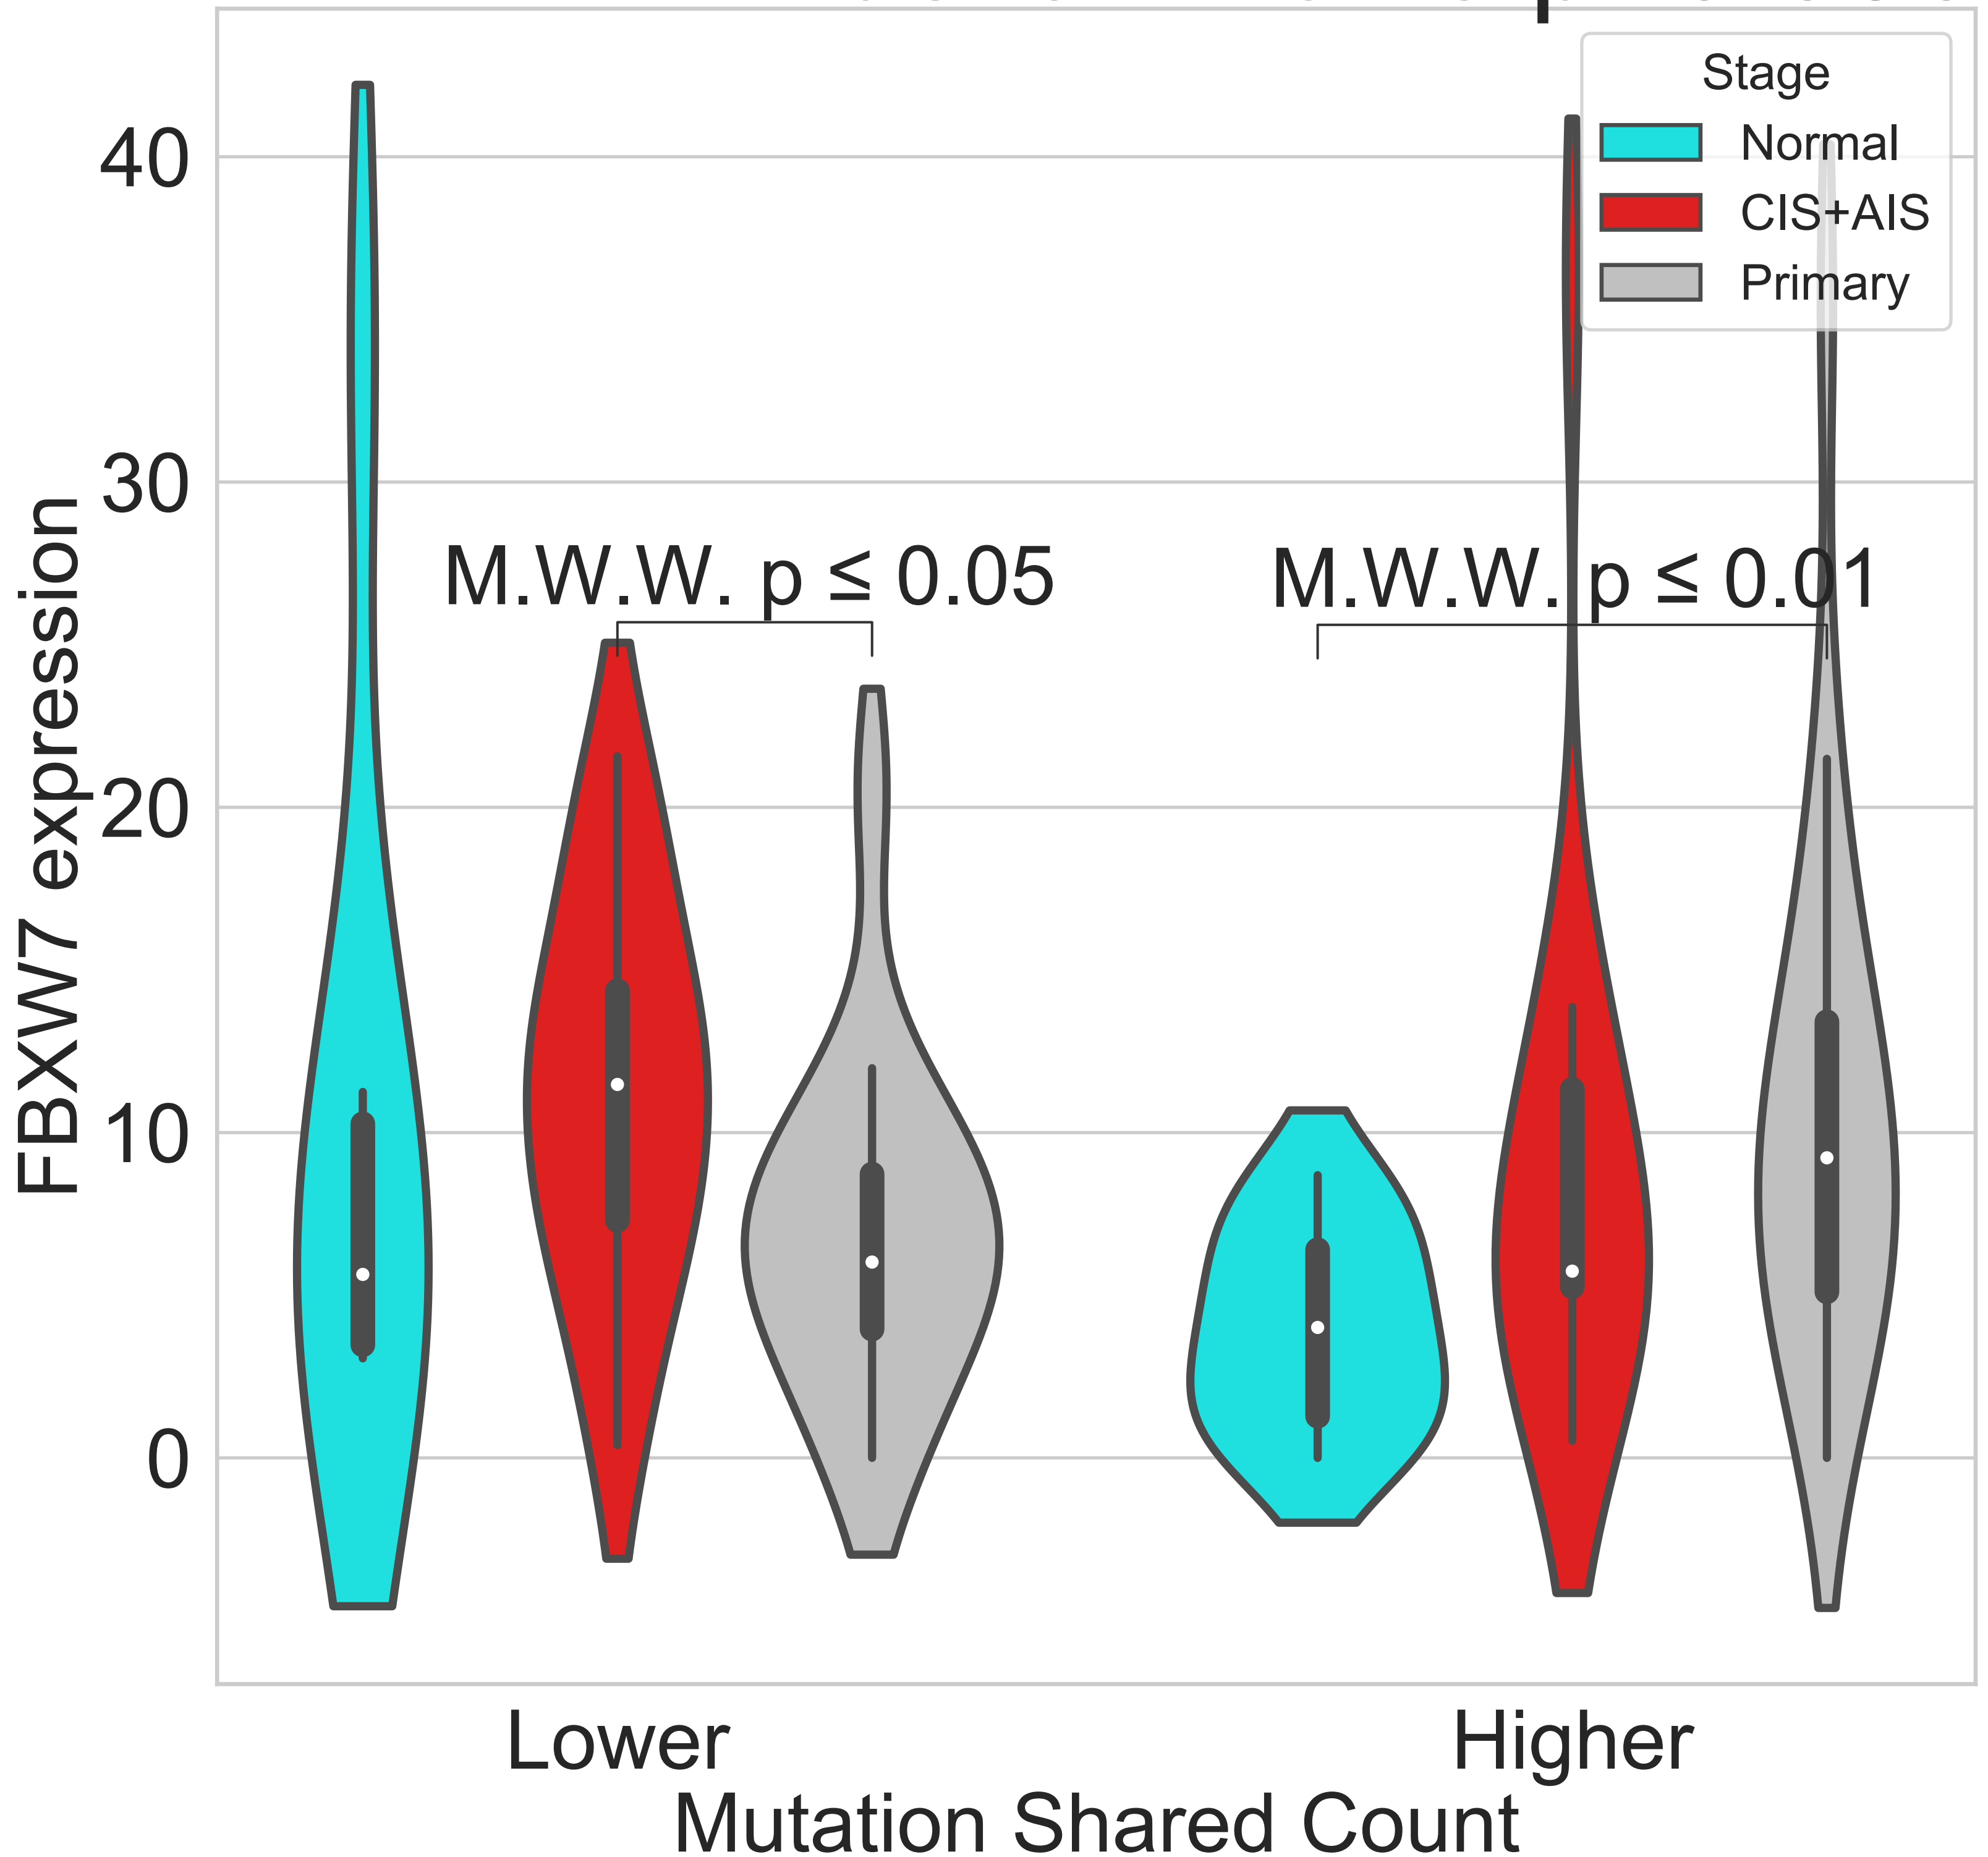 Stage
Normal
CIS+AIS
Primary
40
30
20
10
0
FBXW7 expression
M.W.W. p ≤ 0.05
M.W.W. p ≤ 0.01
Lower
Higher
Mutation Shared Count